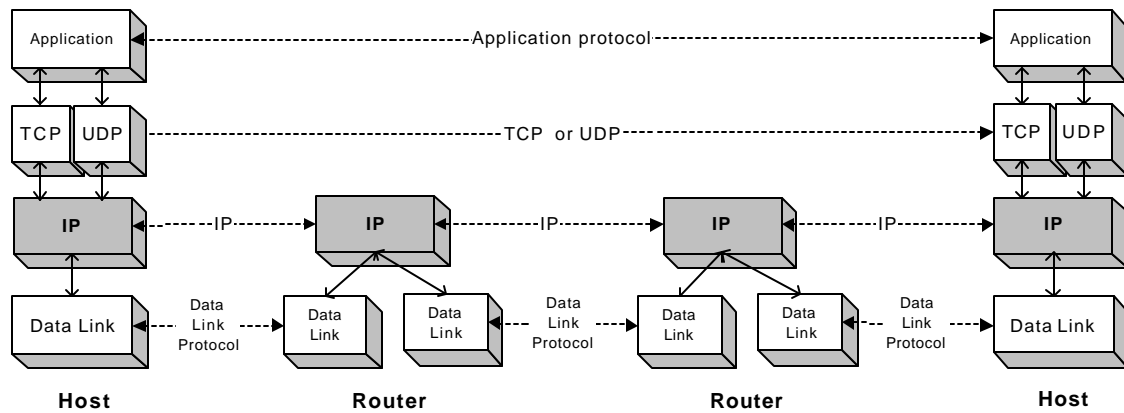 Application
Application protocol
Application
TCP
UDP
TCP or UDP
TCP
UDP
IP
IP
IP
IP
IP
IP
IP
Data Link
Data
Link
Protocol
Data
Link
Data
Link
Data
Link
Protocol
Data
Link
Data
Link
Data
Link
Protocol
Data Link
Host
Router
Router
Host